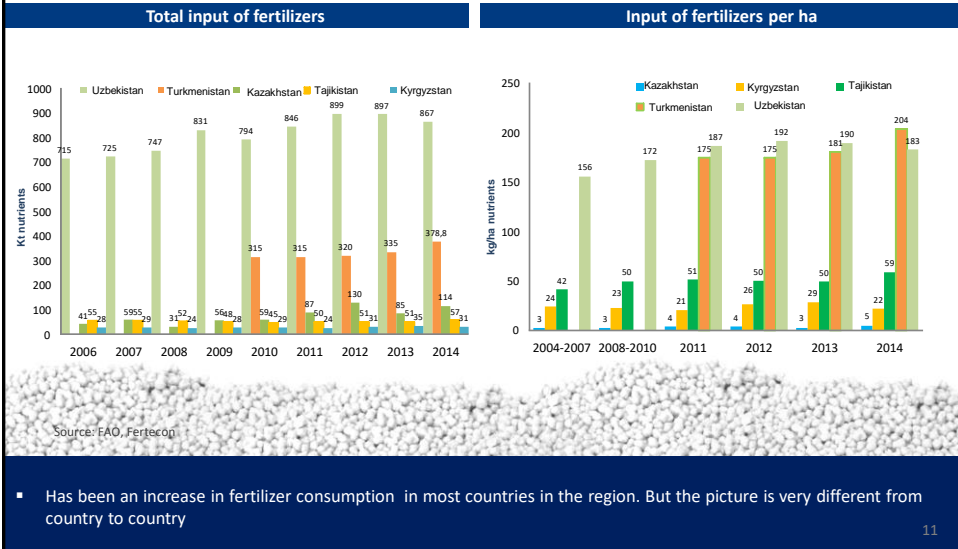 Total input of fertilizers
Input of fertilizers per ha
Uzbekistan Turkmenistan Kazakhstan Tajikistan Kyrgyzstan
Kt nutrients
1000
900
800
700
600
500
400
300
200
100
0
715 725 747 831 794 846 899 897 867
315 315 320 335 378,8
41 59 31 56 59 87 130 85 114
55 55 52 48 45 50 51 51 57
28 29 24 28 29 24 31 35 31
2006 2007 2008 2009 2010 2011 2012 2013 2014
Kazakhstan Kyrgyzstan Tajikistan
Turkmenistan Uzbekistan
kg/ha nutrients
250
200
150
100
50
0
3 24 42 156
3 23 50 172
4 21 51 175 187
4 26 50 175 192
3 29 50 181 190
5 22 59 204 183
2004-2007 2008-2010 2011 2012 2013 2014
Source: FAO, Fertecon
▪ Has been an increase in fertilizer consumption in most countries in the region. But the picture is very different from
country to country
11